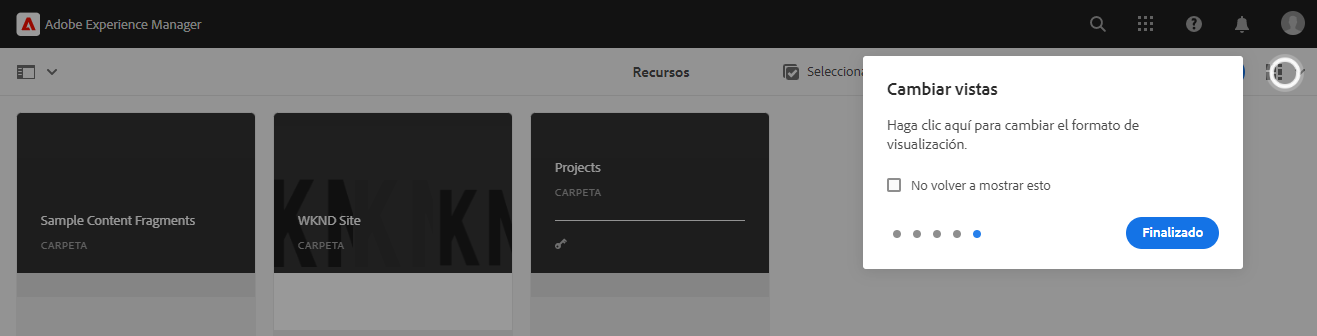 Adobe Experience Manager
Recursos
Selecciona
Cambiar vistas
Haga clic aquí para cambiar el formato de
visualización.
No volver a mostrar esto
Finalizado
Sample Content Fragments
CARPETA
WKND Site
CARPETA
Projects
CARPETA